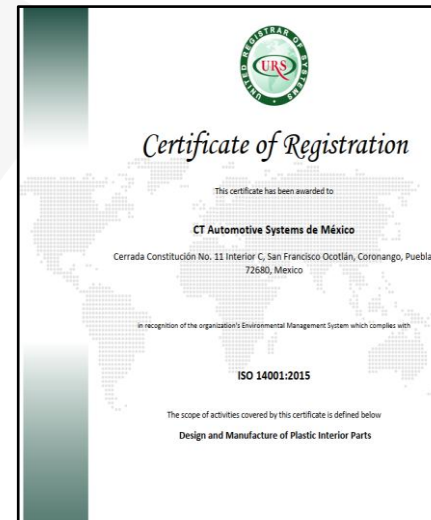 UNITED REGISTRAR OF SYSTEMS
URS
Certificate of Registration
This certificate has been awarded to
CT Automotive Systems de México
Cerrada Constitución No. 11 Interior C, San Francisco Ocotlán, Coronango, Puebla
72680, Mexico
in recognition of the organization's Environmental Management System which complies with
ISO 14001:2015
The scope of activities covered by this certificate is defined below
Design and Manufacture of Plastic Interior Parts